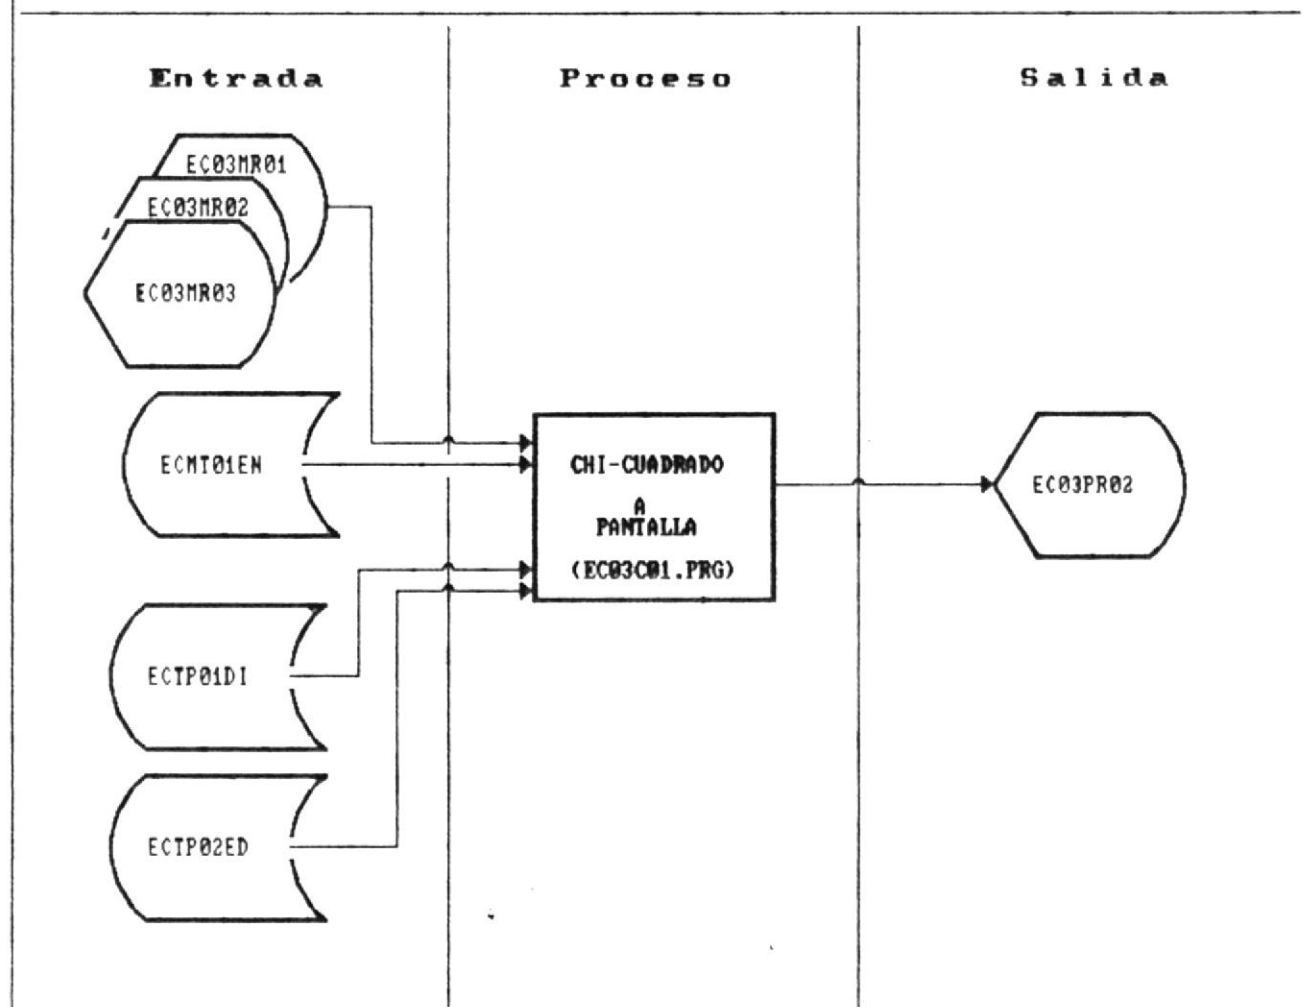 Entrada
Proceso
Salida
EC03MR01
EC03MR02
EC03MR03
ECMT01EN
ECTP01DI
ECTP02ED
CHI-CUADRADO
A
PANTALLA
(EC03C01.PRG)
EC03PR02